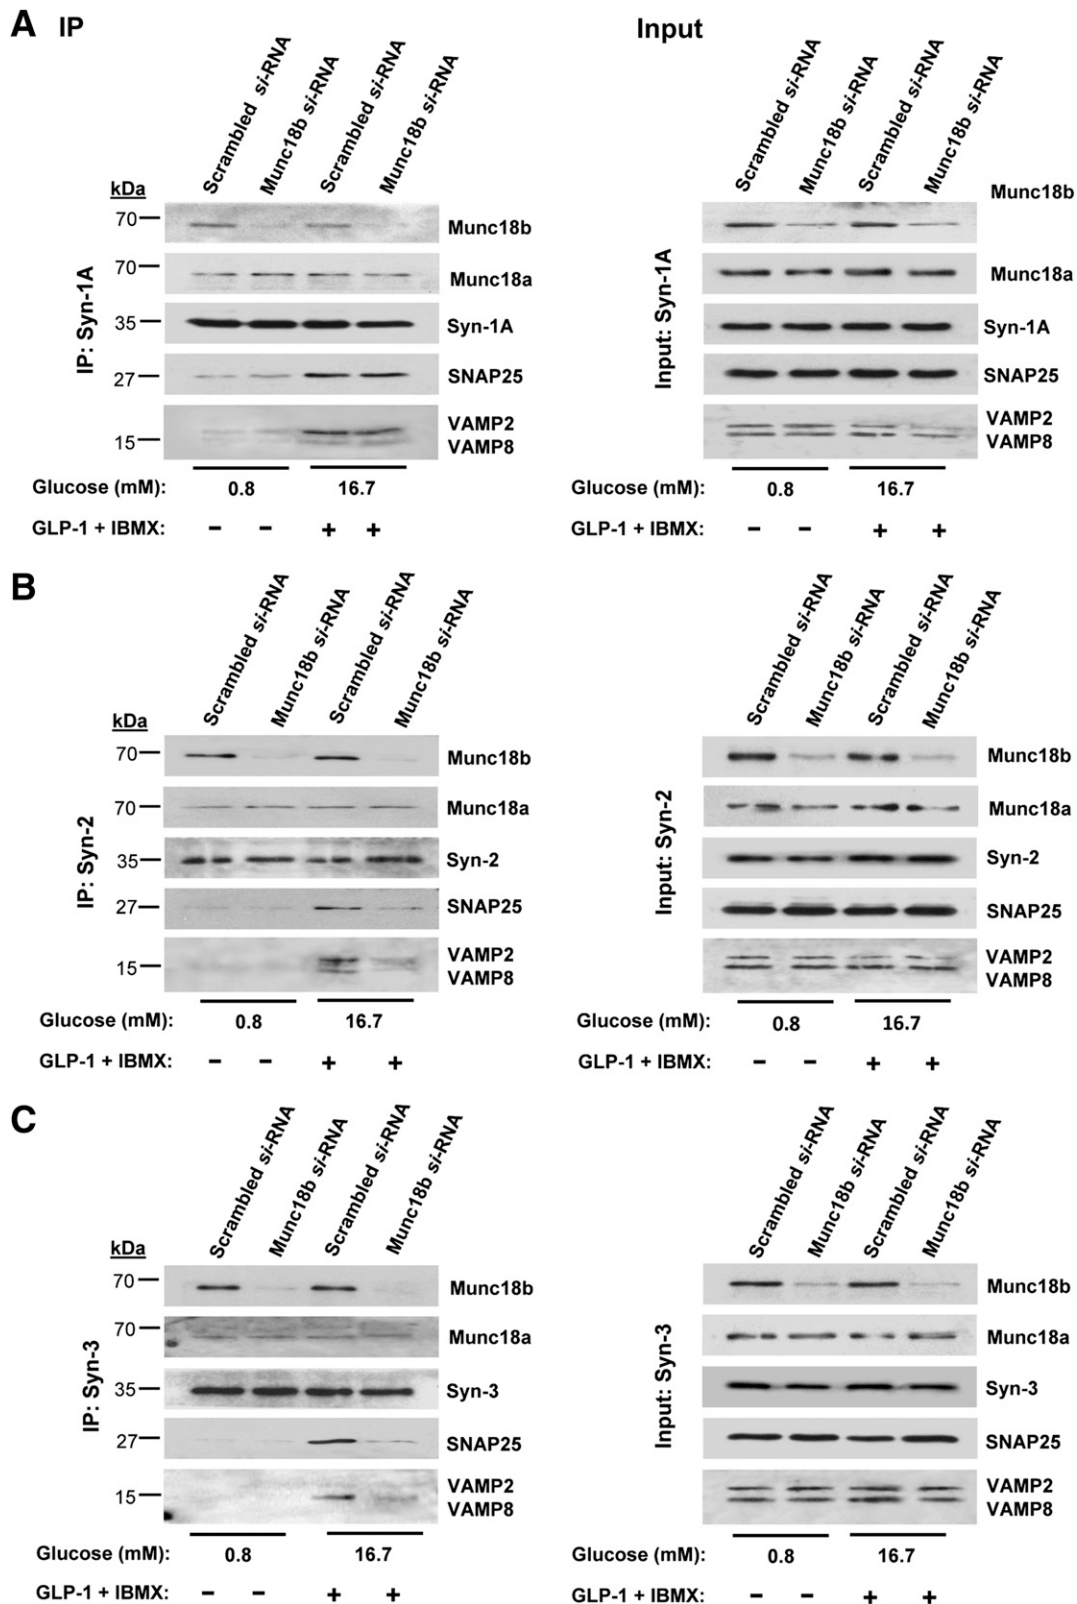 A IP
Input
Scrambled si-RNA
Munc18b si-RNA
Scrambled si-RNA
Munc18b si-RNA
Scrambled si-RNA
Munc18b si-RNA
Scrambled si-RNA
Munc18b si-RNA
kDa
IP: Syn-1A
70
Munc18b
70
Munc18a
35
Syn-1A
27
SNAP25
VAMP2
15
VAMP8
Glucose (mM): 0.8 16.7
GLP-1 + IBMX: − − + +
Input: Syn-1A
Munc18b
Munc18a
Syn-1A
SNAP25
VAMP2
VAMP8
Glucose (mM): 0.8 16.7
GLP-1 + IBMX: − − + +
B
Scrambled si-RNA
Munc18b si-RNA
Scrambled si-RNA
Munc18b si-RNA
Scrambled si-RNA
Munc18b si-RNA
Scrambled si-RNA
Munc18b si-RNA
kDa
IP: Syn-2
70
Munc18b
70
Munc18a
35
Syn-2
27
SNAP25
VAMP2
15
VAMP8
Glucose (mM): 0.8 16.7
GLP-1 + IBMX: − − + +
Input: Syn-2
Munc18b
Munc18a
Syn-2
SNAP25
VAMP2
VAMP8
Glucose (mM): 0.8 16.7
GLP-1 + IBMX: − − + +
C
Scrambled si-RNA
Munc18b si-RNA
Scrambled si-RNA
Munc18b si-RNA
Scrambled si-RNA
Munc18b si-RNA
Scrambled si-RNA
Munc18b si-RNA
kDa
IP: Syn-3
70
Munc18b
70
Munc18a
35
Syn-3
27
SNAP25
VAMP2
15
VAMP8
Glucose (mM): 0.8 16.7
GLP-1 + IBMX: − − + +
Input: Syn-3
Munc18b
Munc18a
Syn-3
SNAP25
VAMP2
VAMP8
Glucose (mM): 0.8 16.7
GLP-1 + IBMX: − − + +